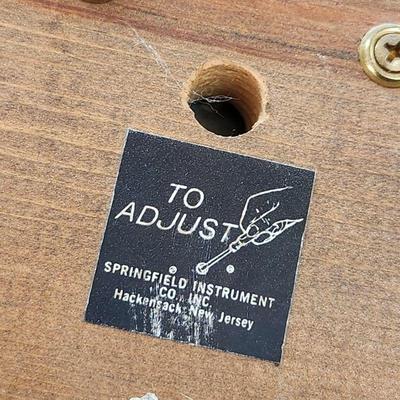 TO
ADJUST
SPRINGFIELD INSTRUMENT
CO. INC.
Hackensack, New Jersey